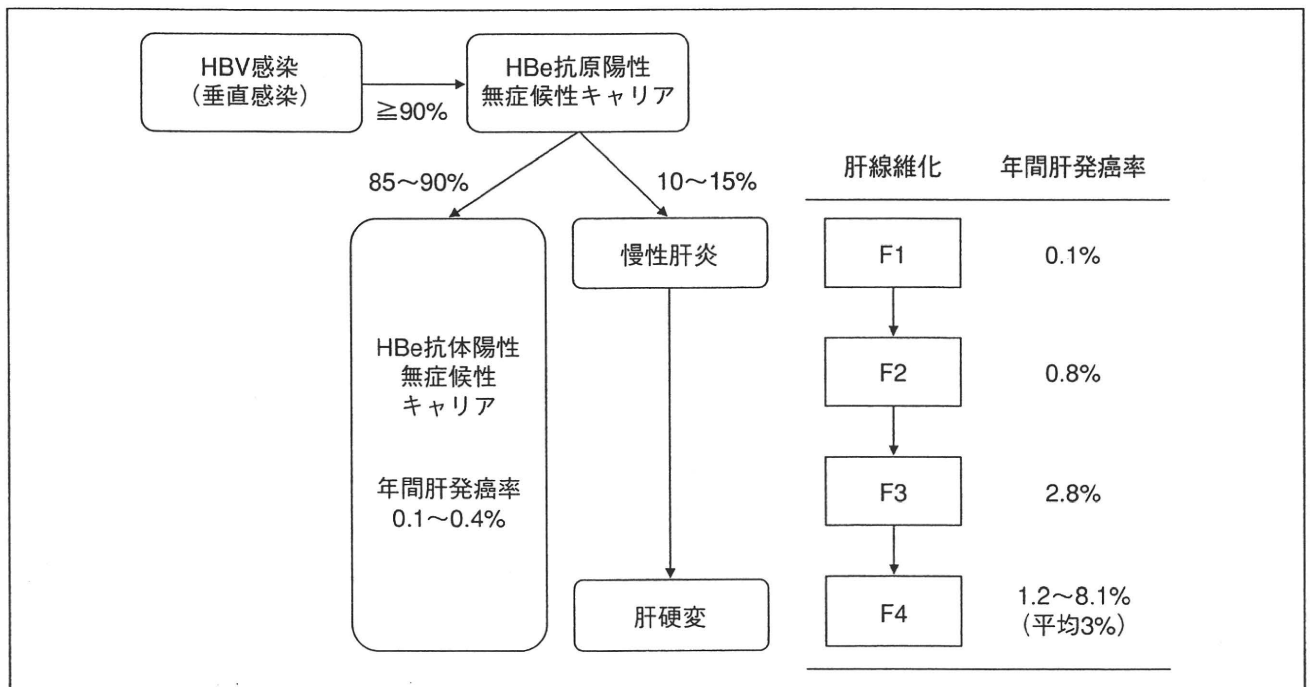 HBV感染
（垂直感染）
≧90%
HBe抗原陽性
無症候性キャリア
85～90%
10～15%
HBe抗体陽性
無症候性
キャリア
年間肝発癌率
0.1～0.4%
慢性肝炎
肝硬変
肝線維化
年間肝発癌率
F1
0.1%
F2
0.8%
F3
2.8%
F4
1.2～8.1%
（平均3%）